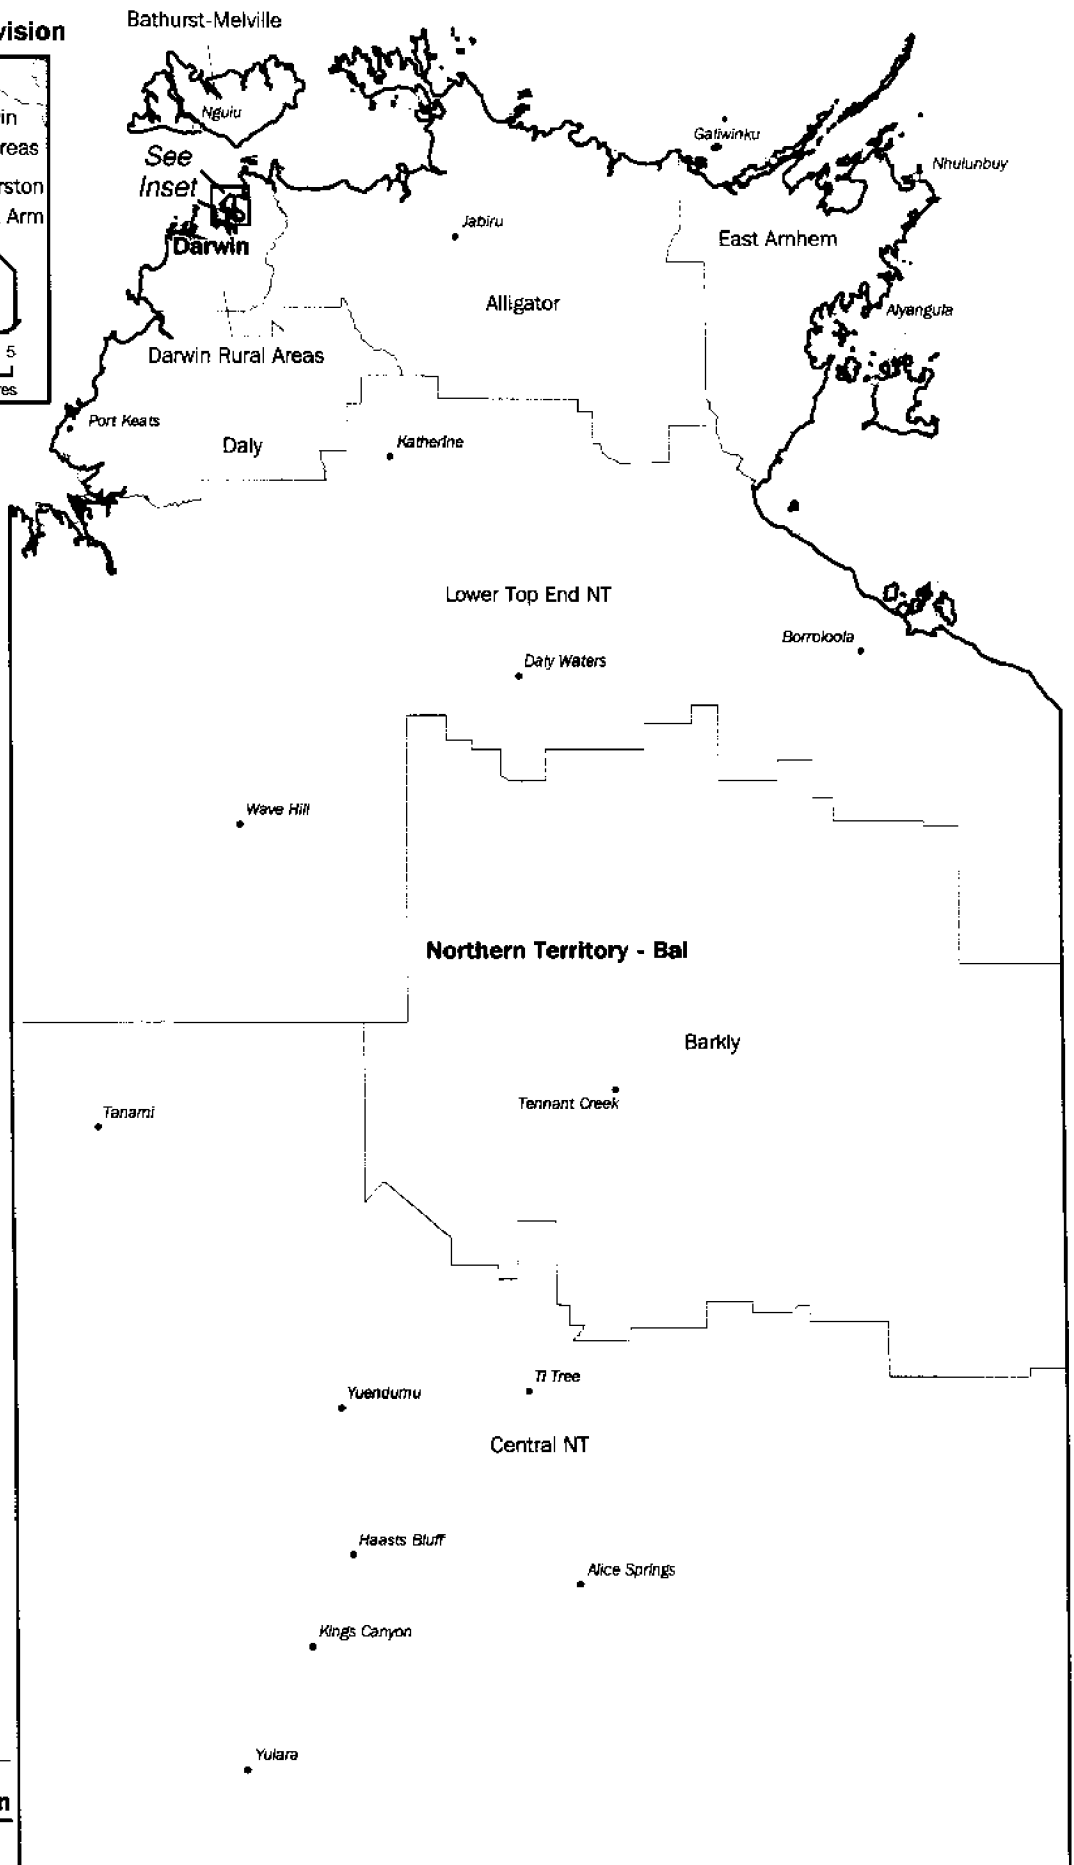 Bathurst-Melville
vision
in
reas
rston
Arm
5
res
Nguiu
See
Inset
Darwin
Galiwinku
Nhulunbuy
Jabiru
East Arnhem
Alligator
Alyangula
Darwin Rural Areas
Port Keats
Daly
Katherine
Lower Top End NT
Borroloola
Daly Waters
Wave Hill
Northern Territory - Bal
Barkly
Tennant Creek
Tanami
Ti Tree
Yuendumu
Central NT
Haasts Bluff
Alice Springs
Kings Canyon
Yulara
n